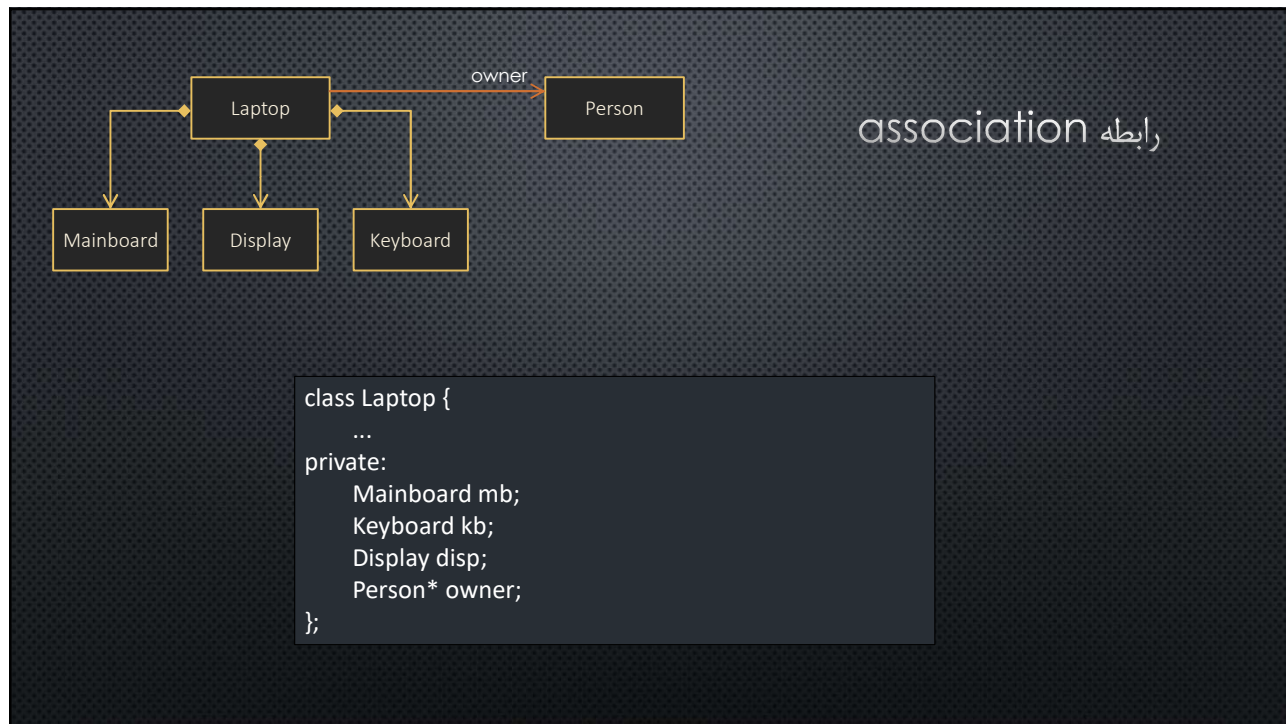 رابطه association
owner
Laptop
Person
Mainboard
Display
Keyboard
class Laptop {
...
private:
Mainboard mb;
Keyboard kb;
Display disp;
Person* owner;
};